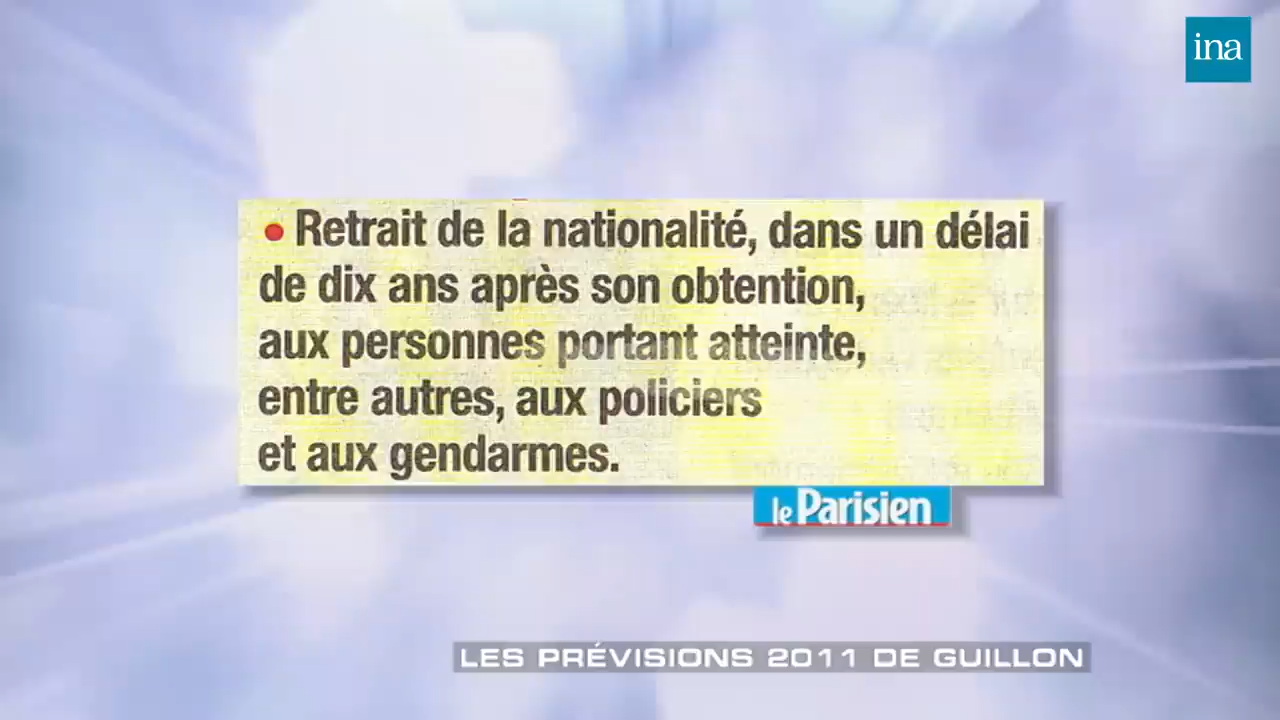 ina
• Retrait de la nationalité, dans un délai
de dix ans après son obtention,
aux personnes portant atteinte,
entre autres, aux policiers
et aux gendarmes.
le Parisien
LES PRÉVISIONS 2011 DE GUILLON